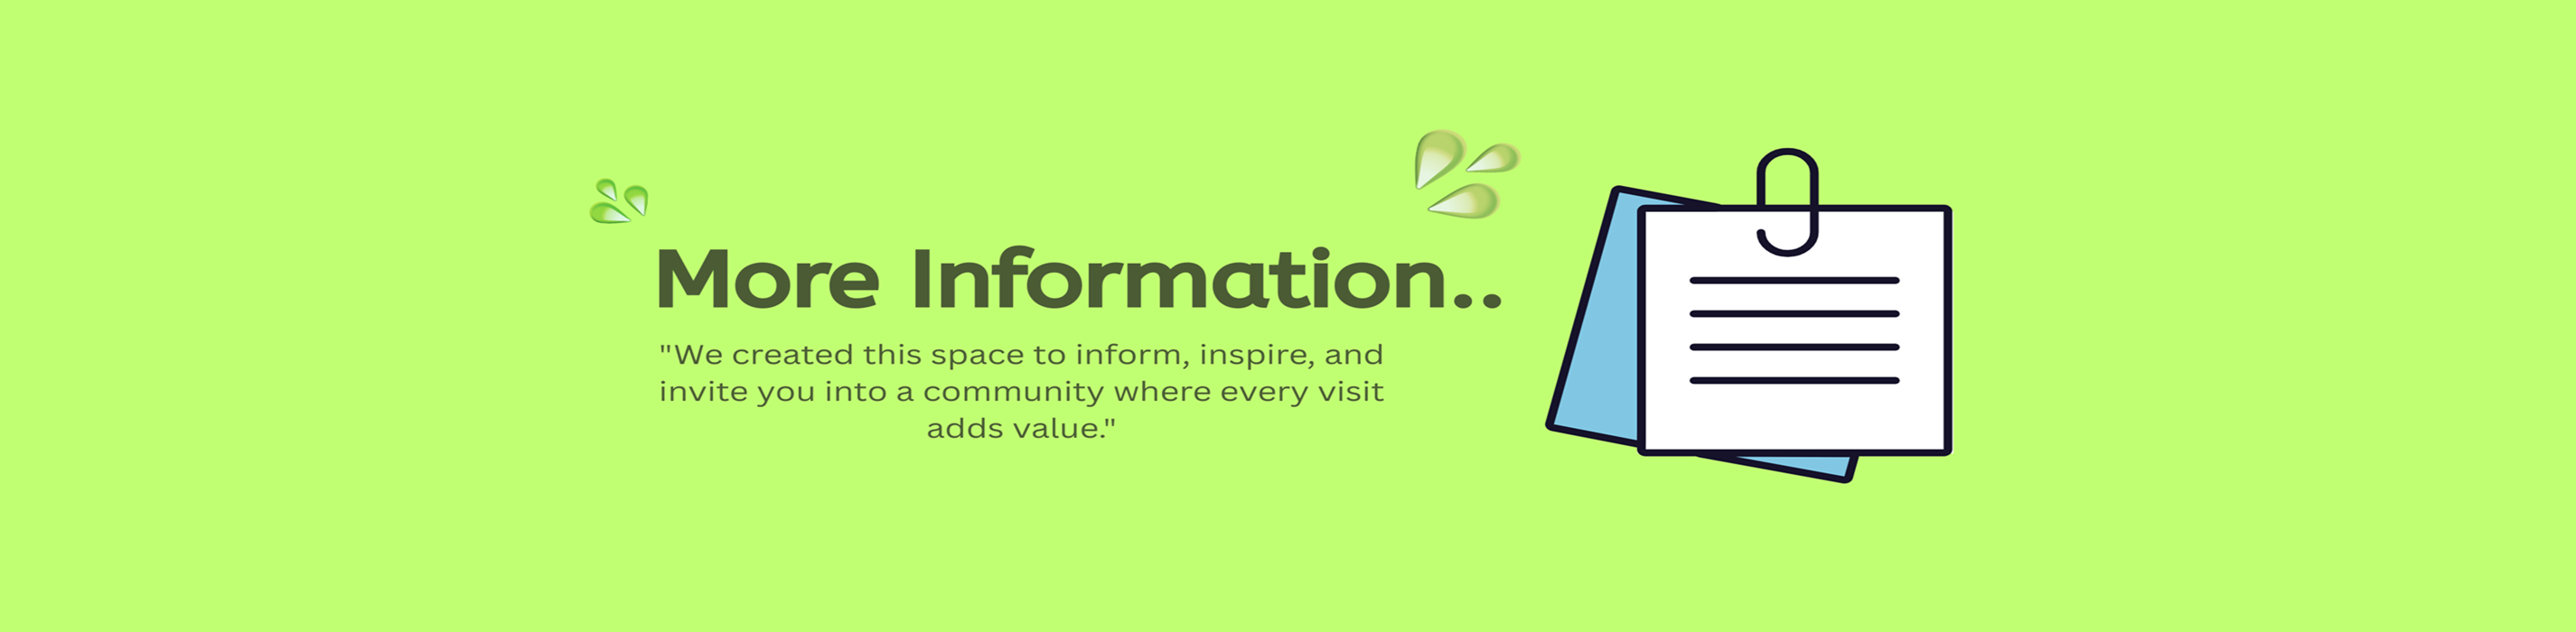 More Information..
"We created this space to inform, inspire, and
invite you into a community where every visit
adds value."